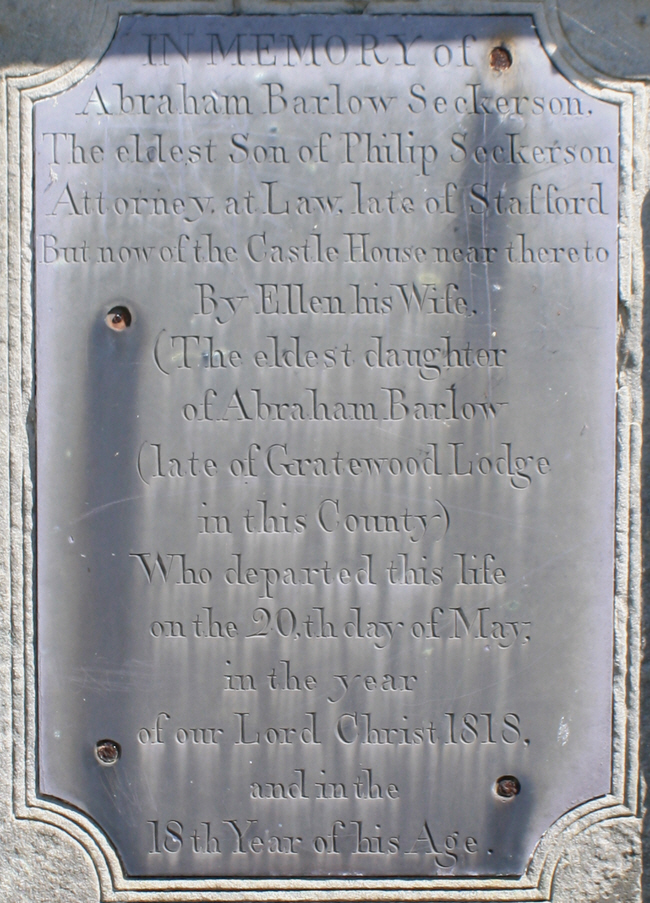 IN MEMORY of
Abraham Barlow Seckerson.
The eldest Son of Philip Seckerson
Attorney. at Law. late of Stafford
But now of the Castle House near thereto
By Ellen his Wife.
(The eldest daughter
of Abraham Barlow
(late of Gratewood Lodge
in this County)
Who departed this life
on the 20.th day of May;
in the year
of our Lord Christ 1818.
and in the
18th Year of his Age.